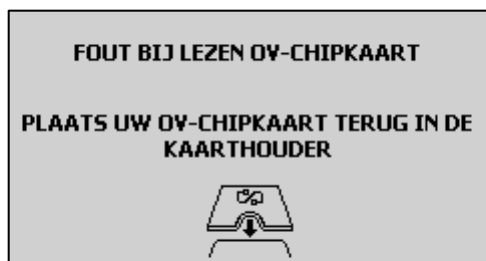 FOUT BIJ LEZEN OV-CHIPKAART
PLAATS UW OV-CHIPKAART TERUG IN DE
KAARTHOUDER